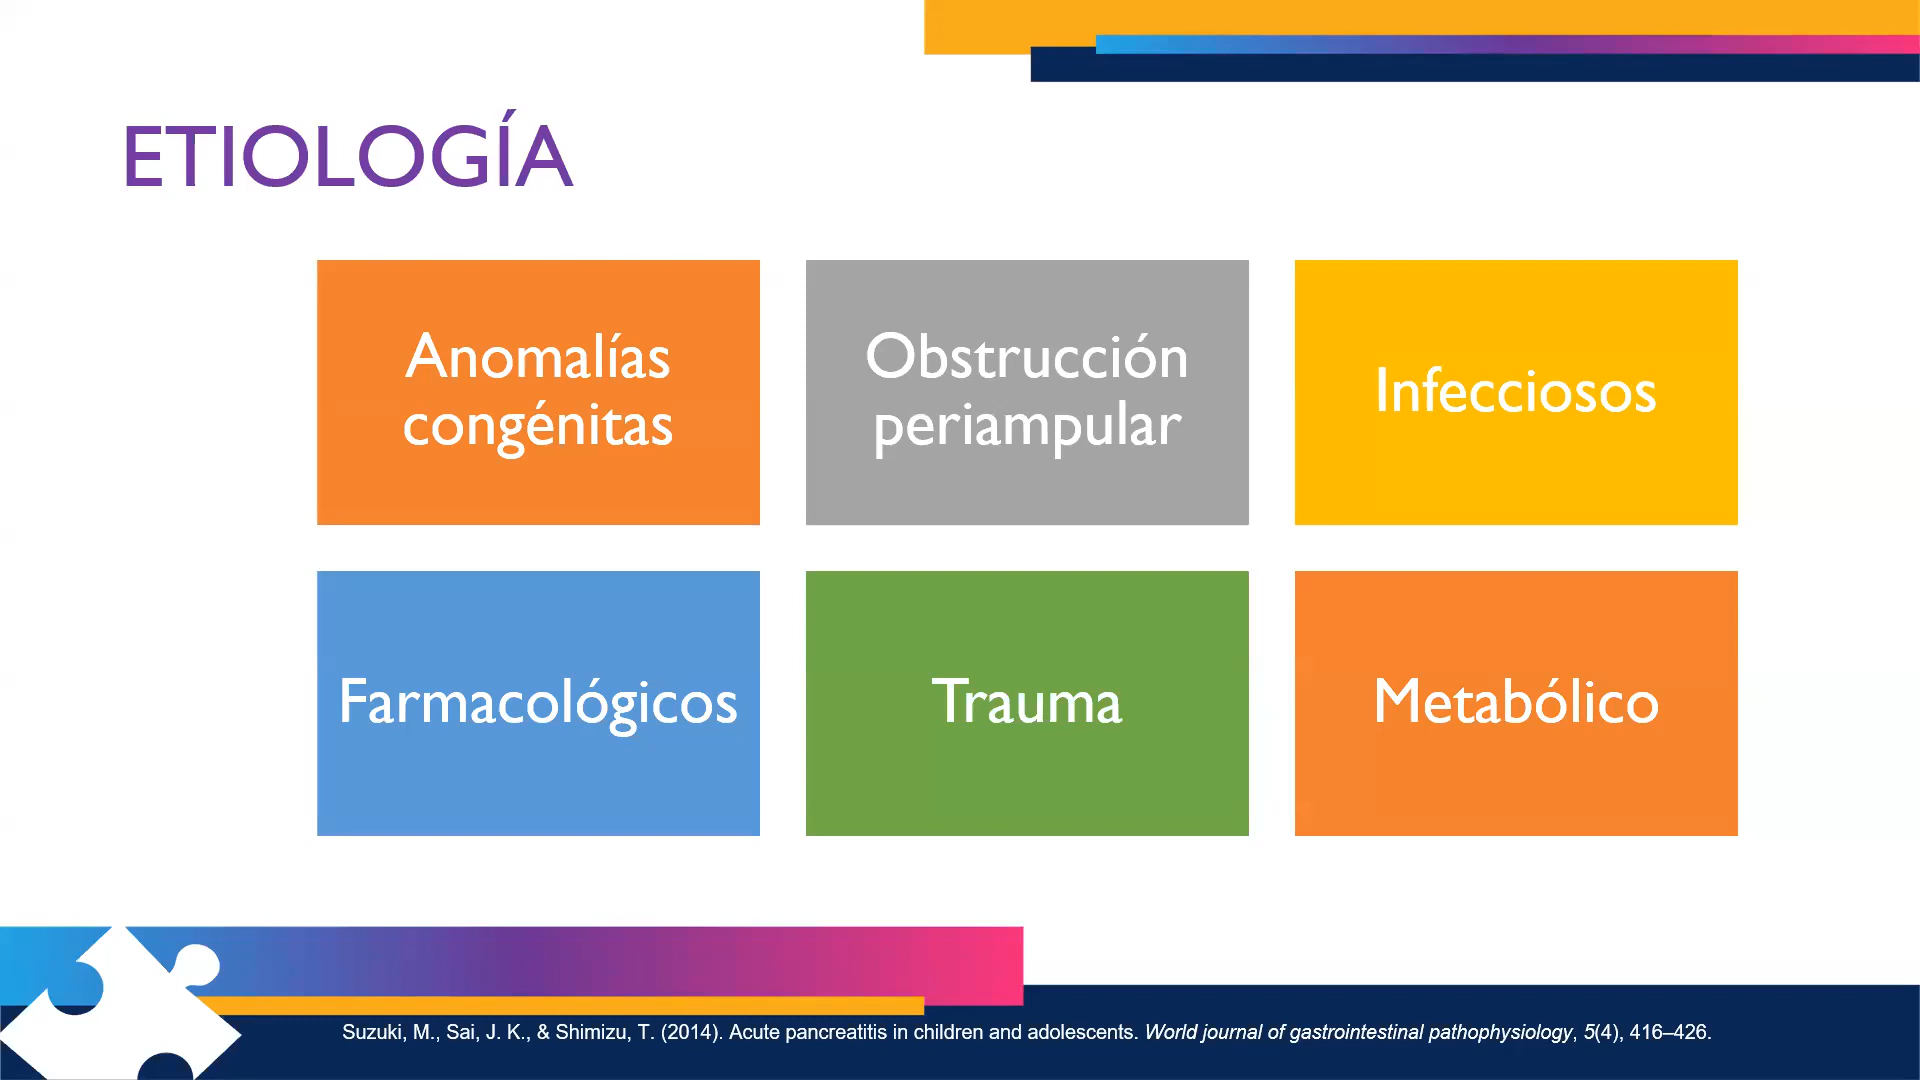 ETIOLOGÍA
Anomalías
congénitas
Obstrucción
periampular
Infecciosos
Farmacológicos
Trauma
Metabólico
Suzuki, M., Sai, J. K., & Shimizu, T. (2014). Acute pancreatitis in children and adolescents. World journal of gastrointestinal pathophysiology, 5(4), 416–426.